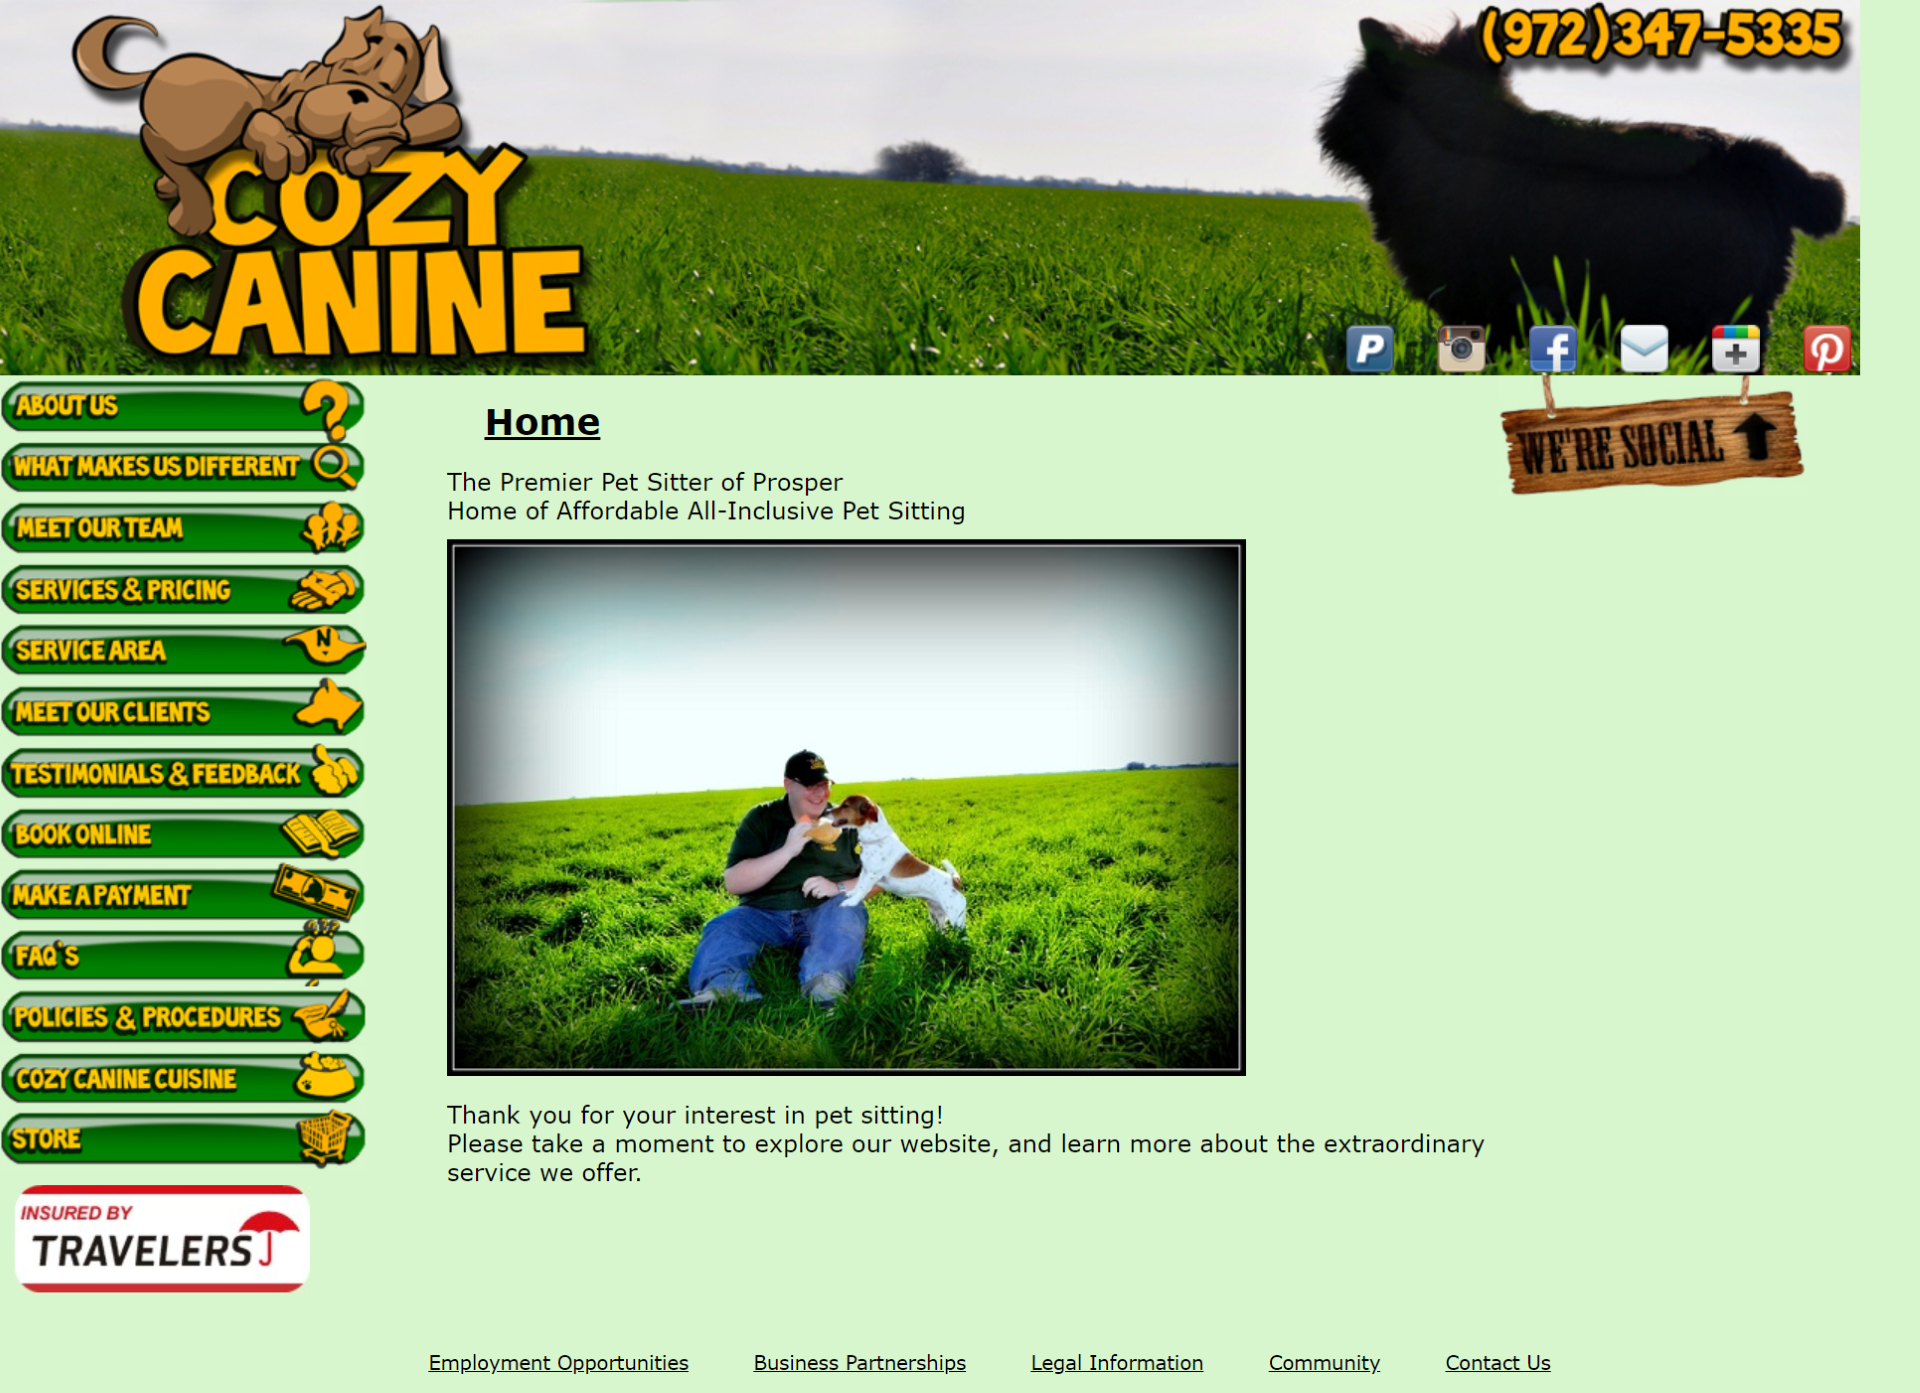 (972)347-5335
COZY
CANINE
WE'RE SOCIAL
ABOUT US
WHAT MAKES US DIFFERENT
MEET OUR TEAM
SERVICES & PRICING
SERVICE AREA
N
MEET OUR CLIENTS
TESTIMONIALS & FEEDBACK
BOOK ONLINE
MAKE A PAYMENT
FAQ'S
POLICIES & PROCEDURES
COZY CANINE CUISINE
STORE
INSURED BY
TRAVELERS
Home
The Premier Pet Sitter of Prosper
Home of Affordable All-Inclusive Pet Sitting
Thank you for your interest in pet sitting!
Please take a moment to explore our website, and learn more about the extraordinary
service we offer.
Employment Opportunities
Business Partnerships
Legal Information
Community
Contact Us